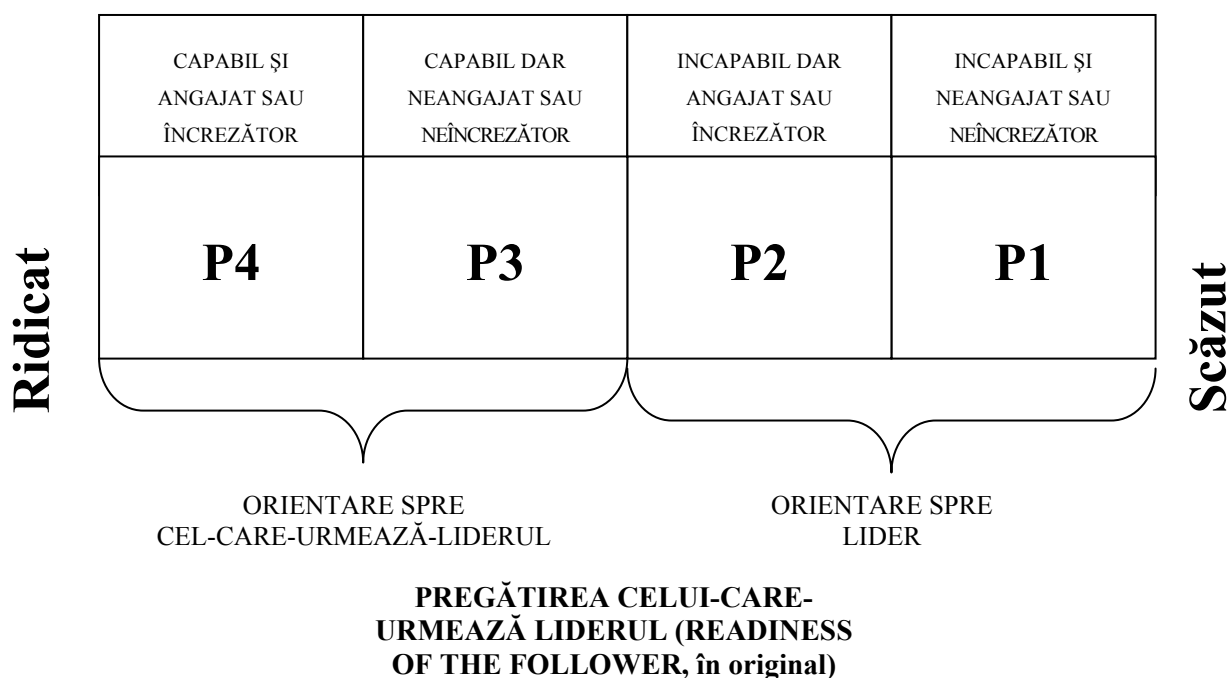 CAPABIL ŞI
ANGAJAT SAU
ÎNCREZĂTOR
CAPABIL DAR
NEANGAJAT SAU
NEÎNCREZĂTOR
INCAPABIL DAR
ANGAJAT SAU
ÎNCREZĂTOR
INCAPABIL ŞI
NEANGAJAT SAU
NEÎNCREZĂTOR
Ridicat
P4
P3
P2
P1
Scăzut
ORIENTARE SPRE
CEL-CARE-URMEAZĂ-LIDERUL
ORIENTARE SPRE
LIDER
PREGĂTIREA CELUI-CARE-
URMEAZĂ LIDERUL (READINESS
OF THE FOLLOWER, în original)